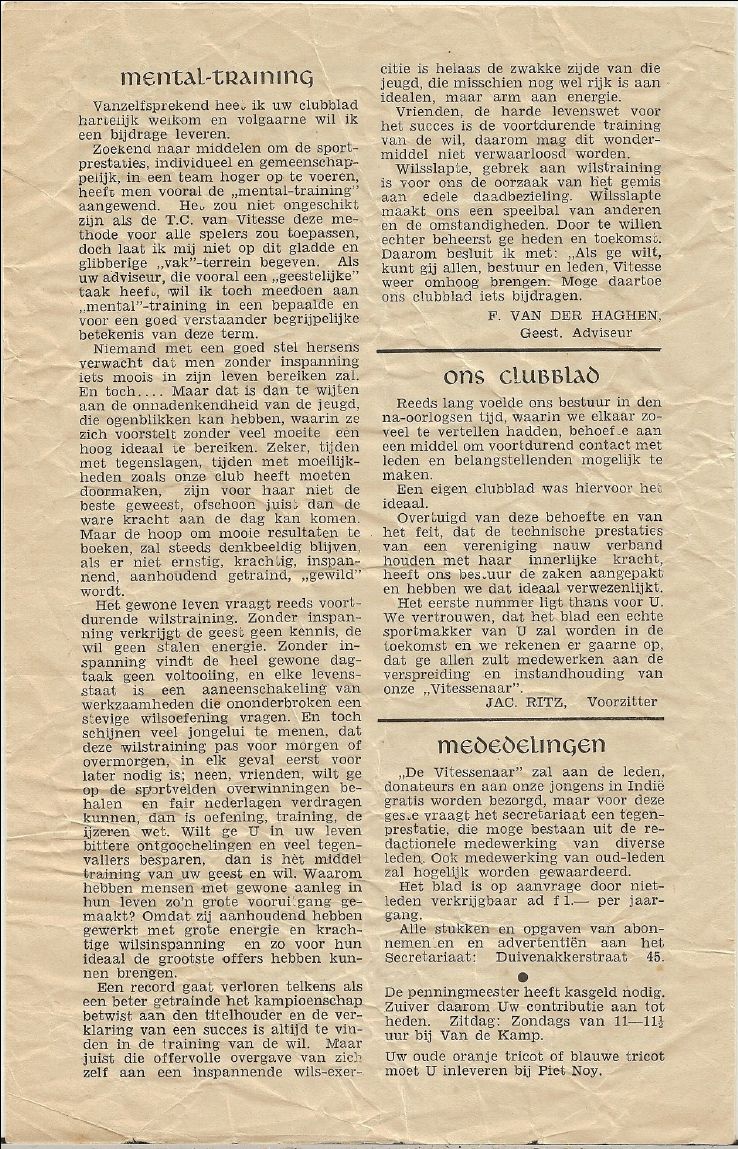 mental-training
Vanzelfsprekend heet ik uw clubblad
hartelijk welkom en volgaarne wil ik
een bijdrage leveren.
Zoekend naar middelen om de sport-
prestaties, individueel en gemeenschap-
pelijk, in een team hoger op te voeren,
heeft men vooral de „mental-training”
aangewend. Het zou niet ongeschikt
zijn als de T.C. van Vitesse deze me-
thode voor alle spelers zou toepassen,
doch laat ik mij niet op dit gladde en
glibberige „vak”-terrein begeven. Als
uw adviseur, die vooral een „geestelijke”
taak heeft, wil ik toch meedoen aan
„mental”-training in een bepaalde en
voor een goed verstaander begrijpelijke
betekenis van deze term.
Niemand met een goed stel hersens
verwacht dat men zonder inspanning
iets moois in zijn leven bereiken zal.
En toch.... Maar dat is dan te wijten
aan de onnadenkendheid van de jeugd,
die ogenblikken kan hebben, waarin ze
zich voorstelt zonder veel moeite een
hoog ideaal te bereiken. Zeker, tijden
met tegenslagen, tijden met moeilijk-
heden zoals onze club heeft moeten
doormaken, zijn voor haar niet de
beste geweest, ofschoon juist dan de
ware kracht aan de dag kan komen.
Maar de hoop om mooie resultaten te
boeken, zal steeds denkbeeldig blijven,
als er niet ernstig, krachtig, inspan-
nend, aanhoudend getraind, „gewild”
wordt.
Het gewone leven vraagt reeds voort-
durende wilstraining. Zonder inspan-
ning verkrijgt de geest geen kennis, de
wil geen stalen energie. Zonder in-
spanning vindt de heel gewone dag-
taak geen voltooiing, en elke levens-
staat is een aaneenschakeling van
werkzaamheden die ononderbroken een
stevige wilsoefening vragen. En toch
schijnen veel jongelui te menen, dat
deze wilstraining pas voor morgen of
overmorgen, in elk geval eerst voor
later nodig is; neen, vrienden, wilt ge
op de sportvelden overwinningen be-
halen en fair nederlagen verdragen
kunnen, dan is oefening, training, de
ijzeren wet. Wilt ge U in uw leven
bittere ontgoochelingen en veel tegen-
vallers besparen, dan is hèt middel
training van uw geest en wil. Waarom
hebben mensen met gewone aanleg in
hun leven zo'n grote vooruitgang ge-
maakt? Omdat zij aanhoudend hebben
gewerkt met grote energie en krach-
tige wilsinspanning en zo voor hun
ideaal de grootste offers hebben kun-
nen brengen.
Een record gaat verloren telkens als
een beter getrainde het kampioenschap
betwist aan den titelhouder en de ver-
klaring van een succes is altijd te vin-
den in de training van de wil. Maar
juist die offervolle overgave van zich
zelf aan een inspannende wils-exer-
citie is helaas de zwakke zijde van die
jeugd, die misschien nog wel rijk is aan
idealen, maar arm aan energie.
Vrienden, de harde levenswet voor
het succes is de voortdurende training
van de wil, daarom mag dit wonder-
middel niet verwaarloosd worden.
Wilsslapte, gebrek aan wilstraining
is voor ons de oorzaak van het gemis
aan edele daadbezieling. Wilsslapte
maakt ons een speelbal van anderen
en de omstandigheden. Door te willen
echter beheerst ge heden en toekomst.
Daarom besluit ik met: „Als ge wilt,
kunt gij allen, bestuur en leden, Vitesse
weer omhoog brengen. Moge daartoe
ons clubblad iets bijdragen.
F. VAN DER HAGHEN,
Geest. Adviseur
ons clubblad
Reeds lang voelde ons bestuur in den
na-oorlogsen tijd, waarin we elkaar zo-
veel te vertellen hadden, behoefte aan
een middel om voortdurend contact met
leden en belangstellenden mogelijk te
maken.
Een eigen clubblad was hiervoor het
ideaal.
Overtuigd van deze behoefte en van
het feit, dat de technische prestaties
van een vereniging nauw verband
houden met haar innerlijke kracht,
heeft ons bestuur de zaken aangepakt
en hebben we dat ideaal verwezenlijkt.
Het eerste nummer ligt thans voor U.
We vertrouwen, dat het blad een echte
sportmakker van U zal worden in de
toekomst en we rekenen er gaarne op,
dat ge allen zult medewerken aan de
verspreiding en instandhouding van
onze „Vitessenaar”.
JAC. RITZ, Voorzitter
mededelingen
„De Vitessenaar” zal aan de leden,
donateurs en aan onze jongens in Indië
gratis worden bezorgd, maar voor deze
geste vraagt het secretariaat een tegen-
prestatie, die moge bestaan uit de re-
dactionele medewerking van diverse
leden. Ook medewerking van oud-leden
zal hogelijk worden gewaardeerd.
Het blad is op aanvrage door niet-
leden verkrijgbaar ad f 1.— per jaar-
gang.
Alle stukken en opgaven van abon-
nementen en advertentiën aan het
Secretariaat: Duivenakkerstraat 45.
●
De penningmeester heeft kasgeld nodig.
Zuiver daarom Uw contributie aan tot
heden. Zitdag: Zondags van 11—11½
uur bij Van de Kamp.
Uw oude oranje tricot of blauwe tricot
moet U inleveren bij Piet Noy.